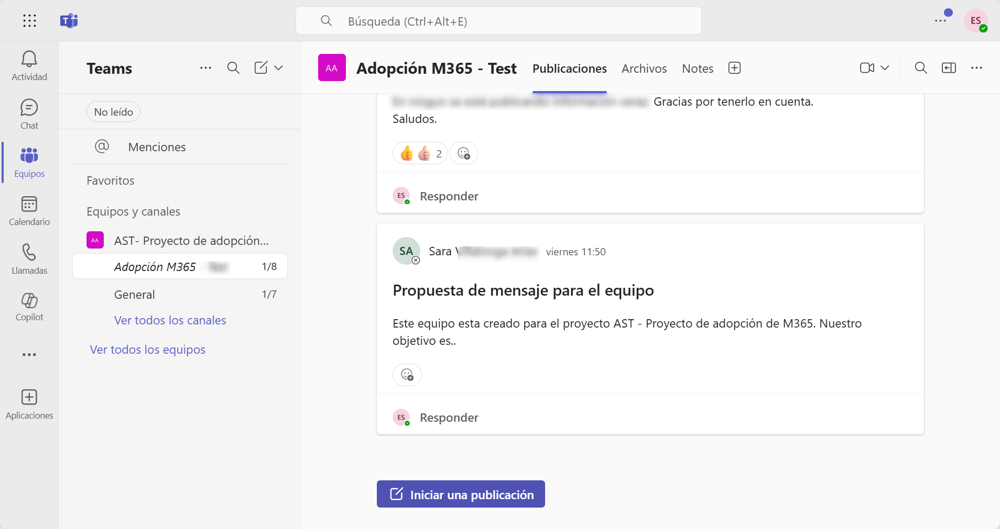 Búsqueda (Ctrl+Alt+E)
ES
Actividad
Chat
Equipos
Calendario
Llamadas
Copilot
Aplicaciones
Teams
No leído
@ Menciones
Favoritos
Equipos y canales
AA AST- Proyecto de adopción...
Adopción M365 1/8
General 1/7
Ver todos los canales
Ver todos los equipos
AA Adopción M365 - Test Publicaciones Archivos Notes
Gracias por tenerlo en cuenta.
Saludos.
2
ES Responder
SA Sara viernes 11:50
Propuesta de mensaje para el equipo
Este equipo esta creado para el proyecto AST - Proyecto de adopción de M365. Nuestro
objetivo es..
ES Responder
Iniciar una publicación